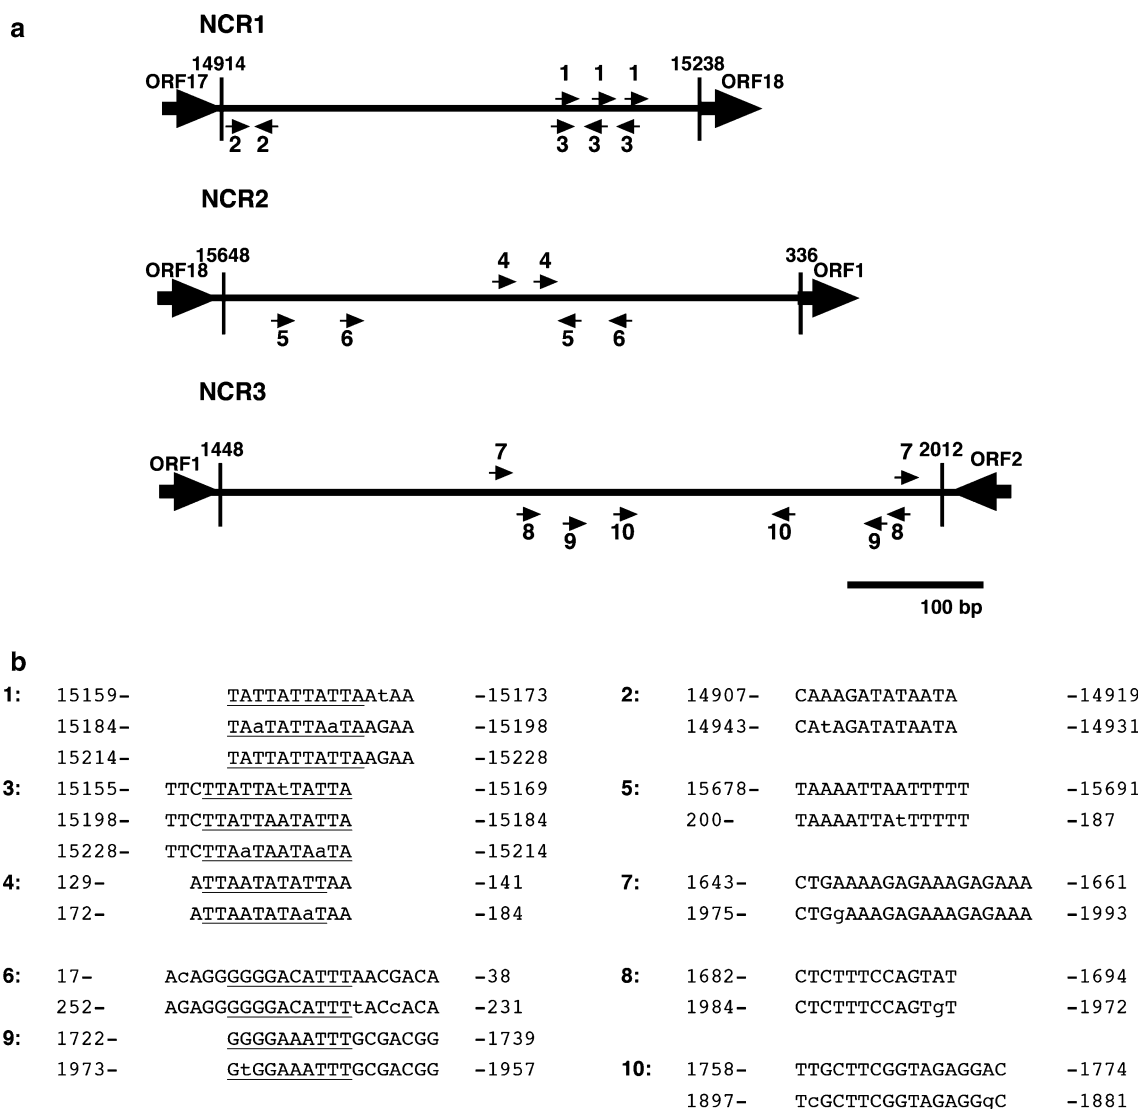 a
NCR1
14914 15238
ORF17 1 1 1 ORF18
2 2 3 3 3
NCR2
15648 4 4 336
ORF18 ORF1
5 6 5 6
NCR3
1448 7 7 2012
ORF1 ORF2
8 9 10 10 9 8
100 bp
b
1: 15159- TATTATTATTAAtAA -15173 2: 14907- CAAAGATATAATA -14919
15184- TAaTATTAaTAAGAA -15198 14943- CAtAGATATAATA -14931
15214- TATTATTATTAAGAA -15228
3: 15155- TTCTTATTAtTATTA -15169 5: 15678- TAAAATTAATTTTT -15691
15198- TTCTTATTAATATTA -15184 200- TAAAATTAtTTTTT -187
15228- TTCTTAaTAATAaTA -15214
4: 129- ATTAATATATTAA -141 7: 1643- CTGAAAAGAGAAAGAGAAA -1661
172- ATTAATATAaTAA -184 1975- CTGgAAAGAGAAAGAGAAA -1993
6: 17- AcAGGGGGGACATTTAACGACA -38 8: 1682- CTCTTTCCAGTAT -1694
252- AGAGGGGGGACATTTtACcACA -231 1984- CTCTTTCCAGTgT -1972
9: 1722- GGGGAAATTTGCGACGG -1739
1973- GtGGAAATTTGCGACGG -1957 10: 1758- TTGCTTCGGTAGAGGAC -1774
1897- TcGCTTCGGTAGAGGgC -1881